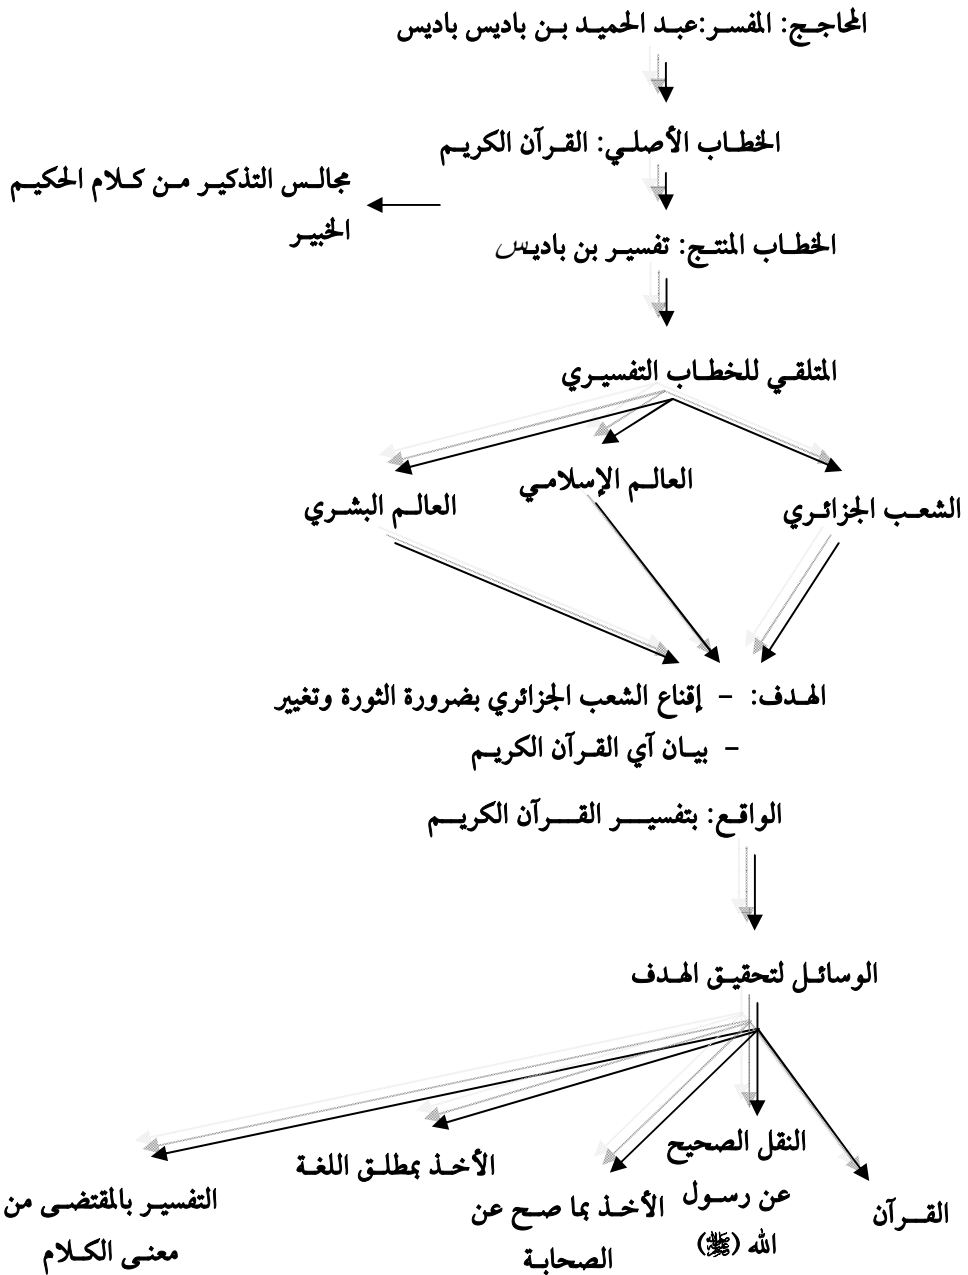 المحاجج: المفسر:عبد الحميد بن باديس باديس
الخطاب الأصلي: القرآن الكريم
مجالس التذكير من كلام الحكيم
الخبير
الخطاب المنتج: تفسير بن باديس
المتلقي للخطاب التفسيري
الشعب الجزائري
العالم الإسلامي
العالم البشري
الهدف: – إقناع الشعب الجزائري بضرورة الثورة وتغيير
– بيان آي القرآن الكريم
الواقع: بتفسير القرآن الكريم
الوسائل لتحقيق الهدف
القرآن
النقل الصحيح
عن رسول
الله (ﷺ)
الأخذ بما صح عن
الصحابة
الأخذ بمطلق اللغة
التفسير بالمقتضى من
معنى الكلام